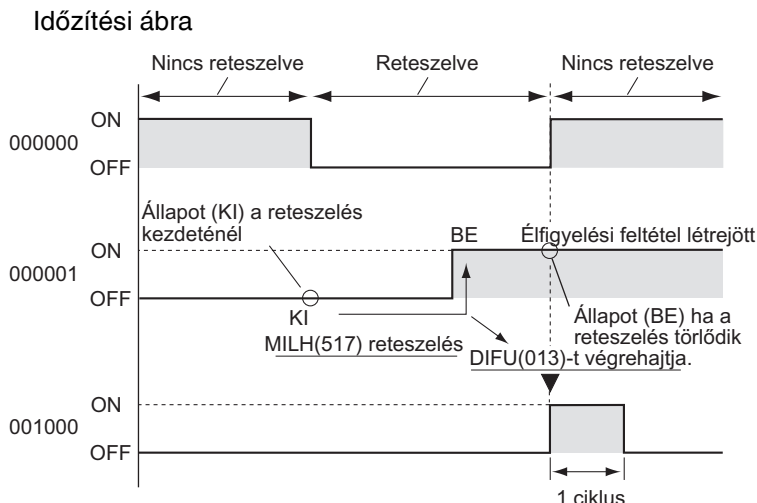 Időzítési ábra
Nincs reteszelve Reteszelve Nincs reteszelve
ON
000000
OFF
Állapot (KI) a reteszelés
kezdeténél
BE Élfigyelési feltétel létrejött
ON
000001
OFF
KI
Állapot (BE) ha a
reteszelés törlődik
MILH(517) reteszelés
DIFU(013)-t végrehajtja.
ON
001000
OFF
1 ciklus